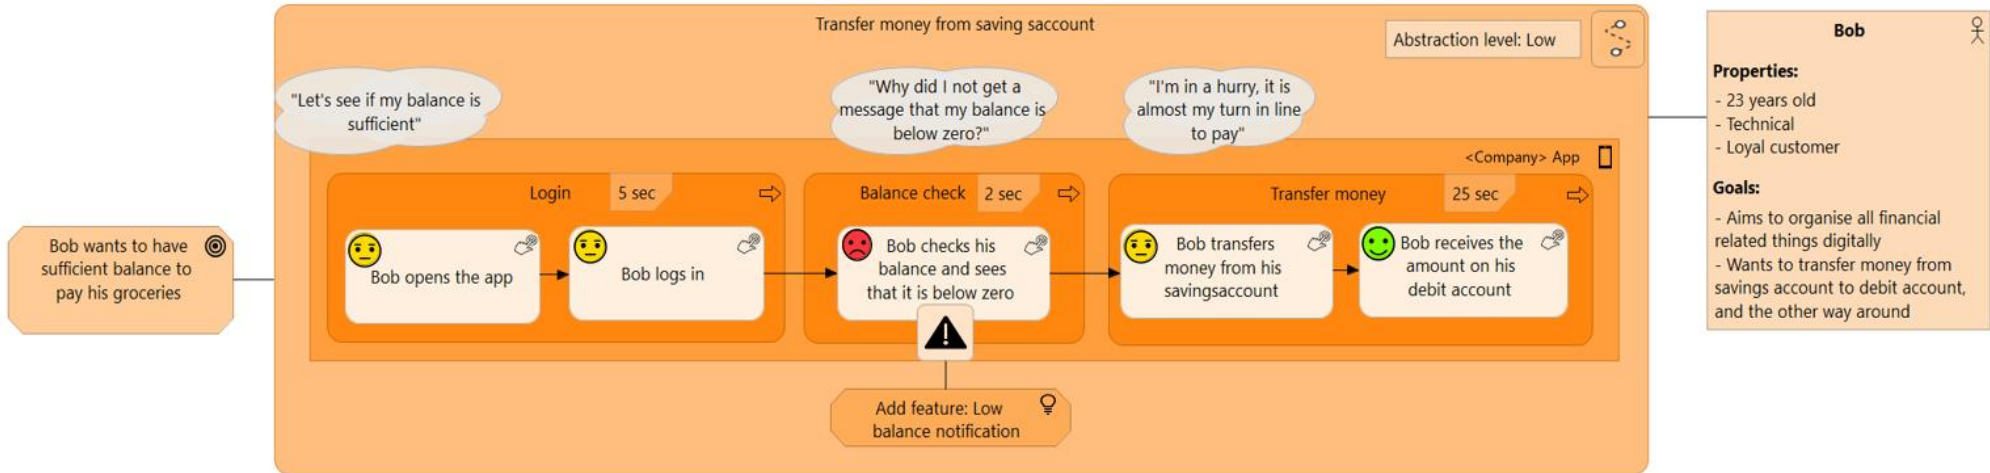 Transfer money from saving saccount
Abstraction level: Low
"Let's see if my balance is
sufficient"
"Why did I not get a
message that my balance is
below zero?"
"I'm in a hurry, it is
almost my turn in line
to pay"
<Company> App
Login
5 sec
Balance check
2 sec
Transfer money
25 sec
Bob wants to have
sufficient balance to
pay his groceries
Bob opens the app
Bob logs in
Bob checks his
balance and sees
that it is below zero
Bob transfers
money from his
savingsaccount
Bob receives the
amount on his
debit account
Add feature: Low
balance notification
Bob
Properties:
- 23 years old
- Technical
- Loyal customer
Goals:
- Aims to organise all financial
related things digitally
- Wants to transfer money from
savings account to debit account,
and the other way around